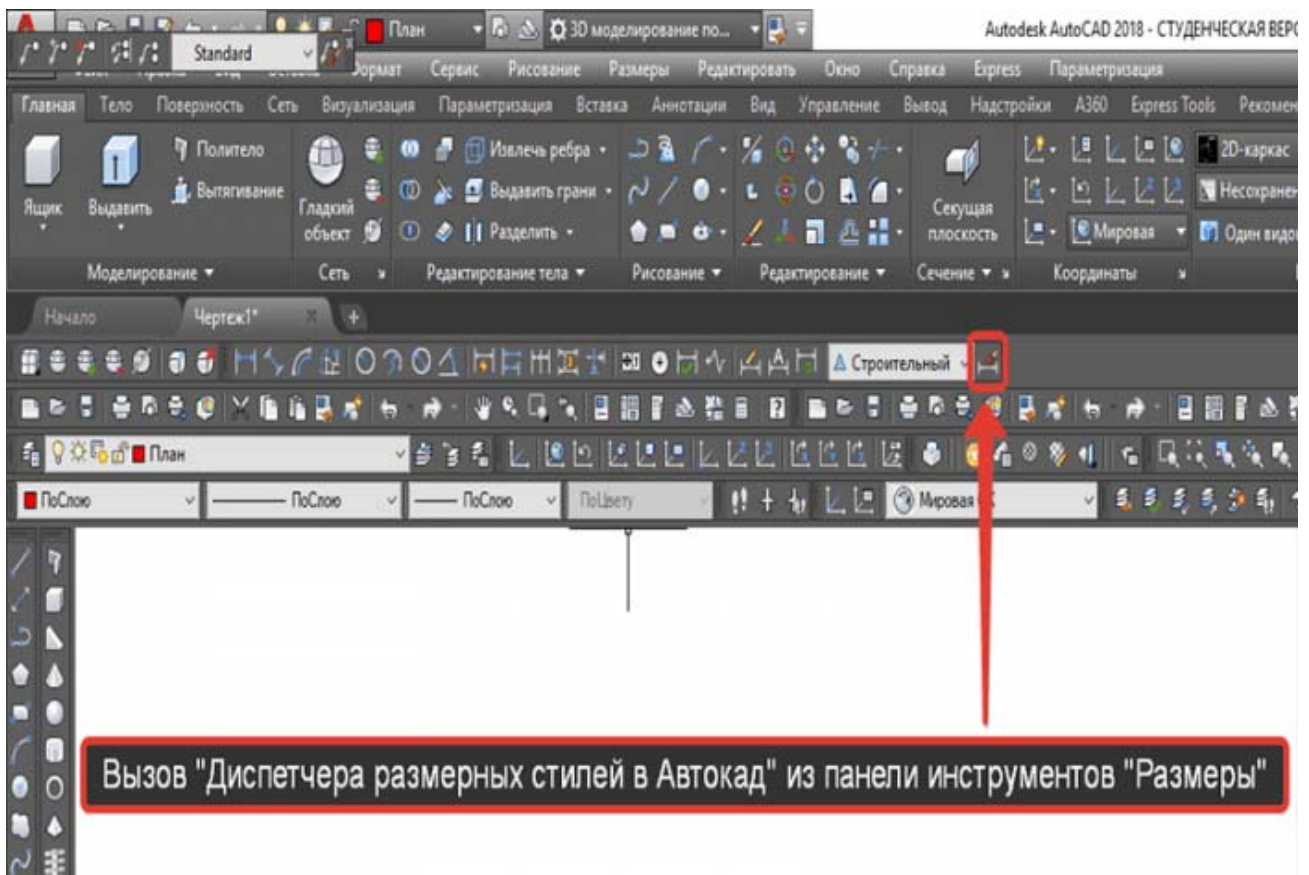 План 3D моделирование по... Autodesk AutoCAD 2018 - СТУДЕНЧЕСКАЯ ВЕРС
Standard
Сервис Рисование Размеры Редактировать Окно Справка Express Параметризация
Главная Тело Поверхность Сеть Визуализация Параметризация Вставка Аннотации Вид Управление Вывод Надстройки A360 Express Tools Рекомен
Политело Извлечь ребра 2D-каркас
Вытягивание Выдавить грани Несохранен
Ящик Выдавить Гладкий объект Разделить Секущая плоскость Мировая Один видо
Моделирование Сеть Редактирование тела Рисование Редактирование Сечение Координаты
Начало Чертеж1*
Строительный
План
ПоСлою ПоСлою ПоСлою ПоЦвету Мировая
Вызов "Диспетчера размерных стилей в Автокад" из панели инструментов "Размеры"